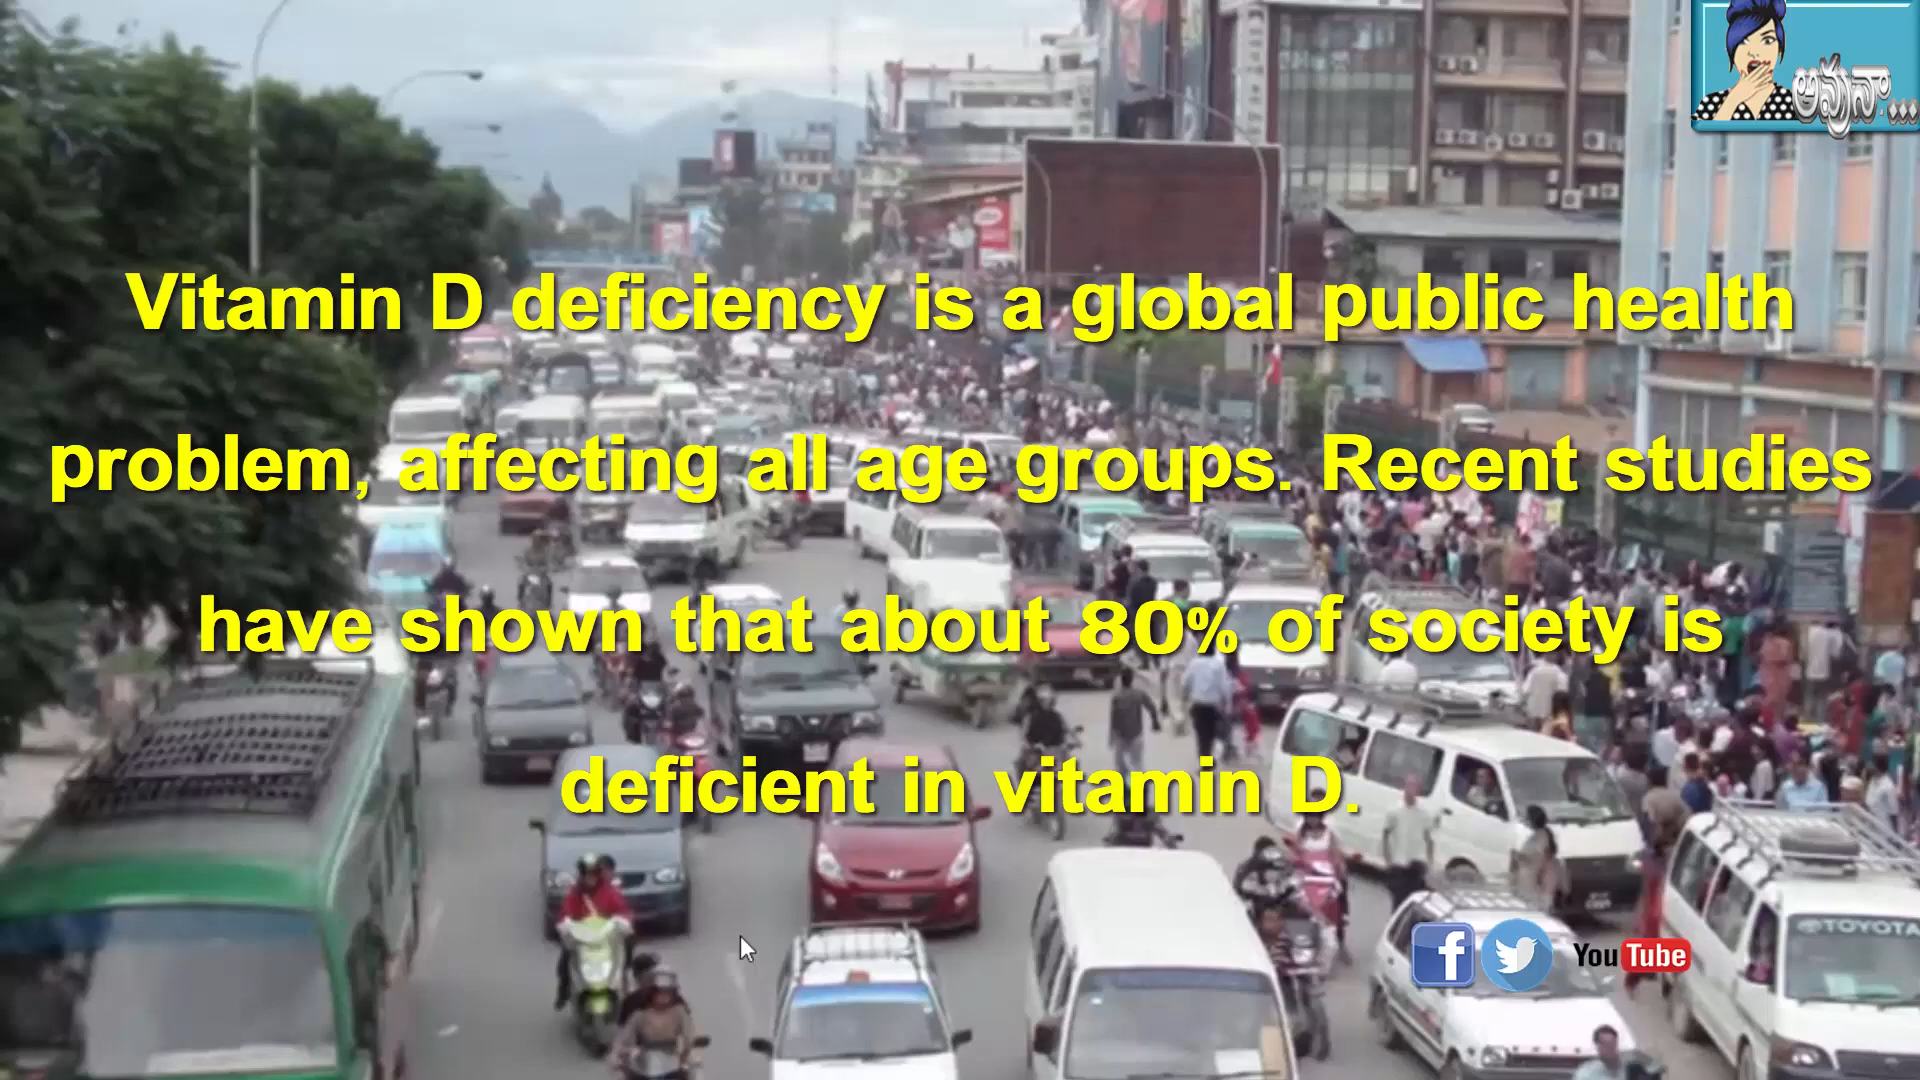 అవునా...
Vitamin D deficiency is a global public health
problem, affecting all age groups. Recent studies
have shown that about 80% of society is
deficient in vitamin D.
TOYOTA
f
You Tube